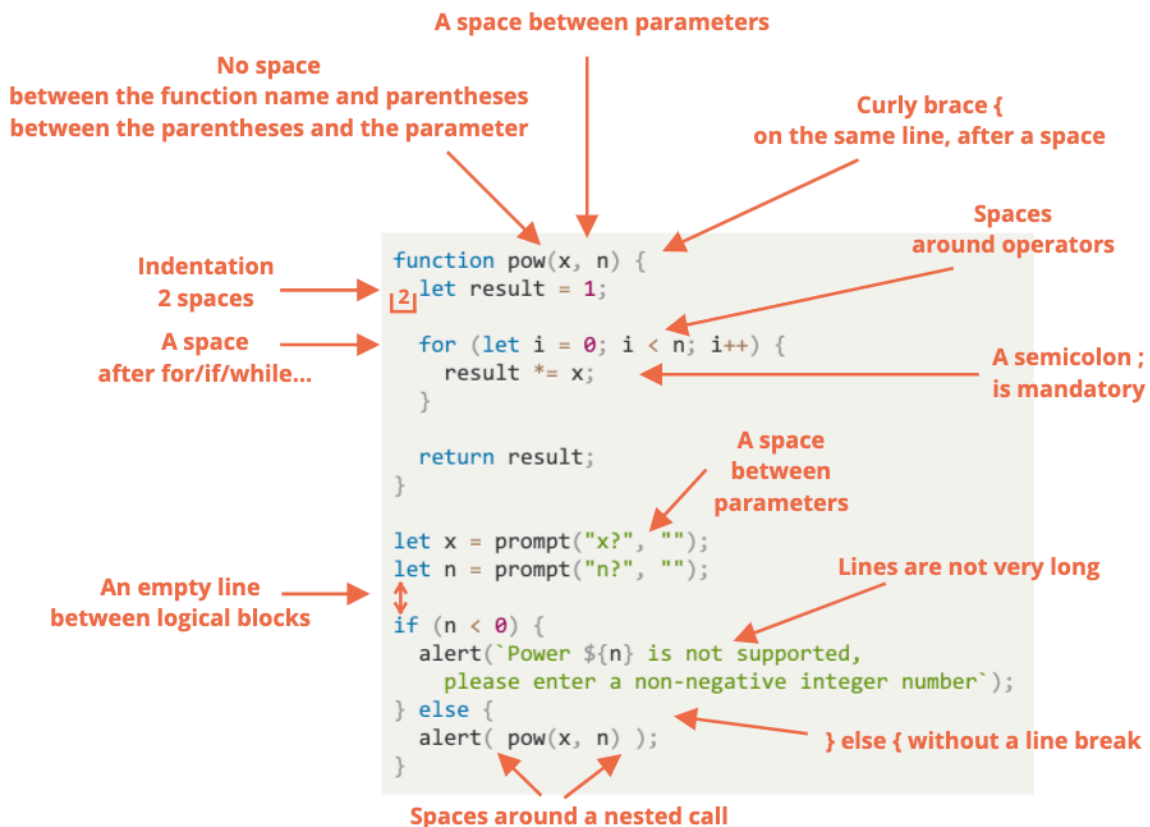 A space between parameters
No space
between the function name and parentheses
between the parentheses and the parameter
Curly brace {
on the same line, after a space
Spaces
around operators
Indentation
2 spaces
A space
after for/if/while...
A semicolon ;
is mandatory
function pow(x, n) {
2 let result = 1;
  for (let i = 0; i < n; i++) {
    result *= x;
  }
  return result;
}
A space
between
parameters
let x = prompt("x?", "");
let n = prompt("n?", "");
An empty line
between logical blocks
Lines are not very long
if (n < 0) {
  alert(`Power ${n} is not supported,
    please enter a non-negative integer number`);
} else {
  alert( pow(x, n) );
}
} else { without a line break
Spaces around a nested call